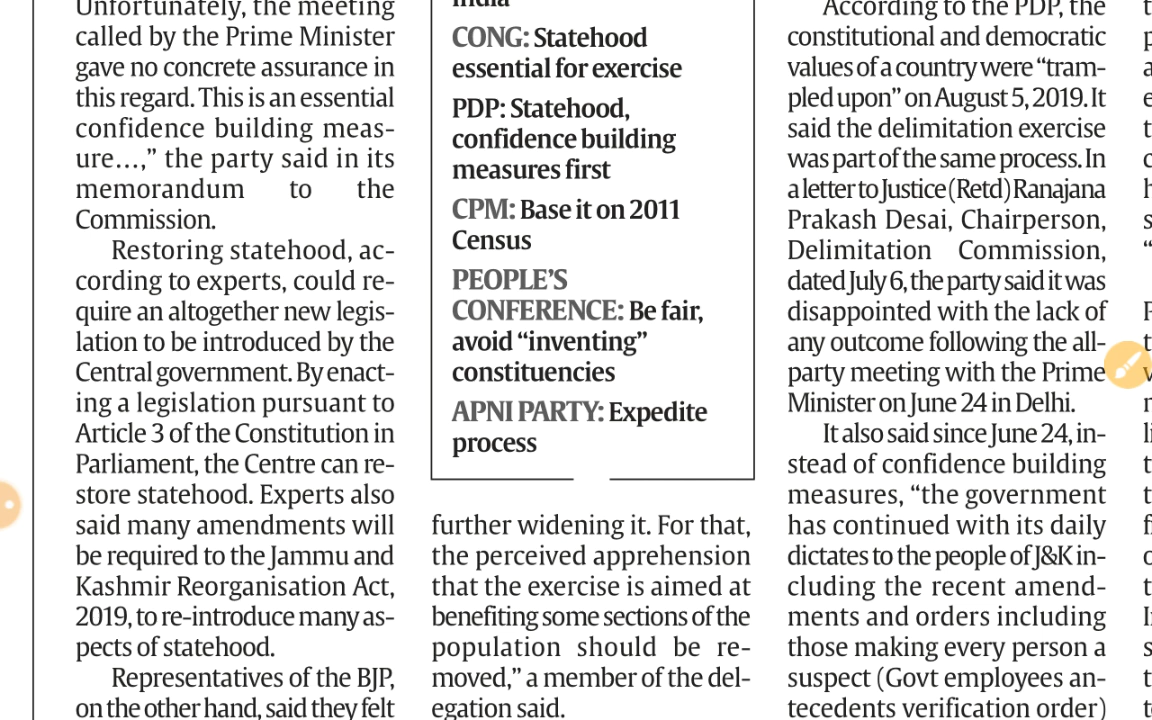 Unfortunately, the meeting
called by the Prime Minister
gave no concrete assurance in
this regard. This is an essential
confidence building meas-
ure...,” the party said in its
memorandum to the
Commission.
Restoring statehood, ac-
cording to experts, could re-
quire an altogether new legis-
lation to be introduced by the
Central government. By enact-
ing a legislation pursuant to
Article 3 of the Constitution in
Parliament, the Centre can re-
store statehood. Experts also
said many amendments will
be required to the Jammu and
Kashmir Reorganisation Act,
2019, to re-introduce many as-
pects of statehood.
Representatives of the BJP,
on the other hand, said they felt
India
CONG: Statehood
essential for exercise
PDP: Statehood,
confidence building
measures first
CPM: Base it on 2011
Census
PEOPLE’S
CONFERENCE: Be fair,
avoid “inventing”
constituencies
APNI PARTY: Expedite
process
further widening it. For that,
the perceived apprehension
that the exercise is aimed at
benefiting some sections of the
population should be re-
moved,” a member of the del-
egation said.
According to the PDP, the
constitutional and democratic
values of a country were “tram-
pled upon” on August 5, 2019. It
said the delimitation exercise
was part of the same process. In
a letter to Justice (Retd) Ranajana
Prakash Desai, Chairperson,
Delimitation Commission,
dated July 6, the party said it was
disappointed with the lack of
any outcome following the all-
party meeting with the Prime
Minister on June 24 in Delhi.
It also said since June 24, in-
stead of confidence building
measures, “the government
has continued with its daily
dictates to the people of J&K in-
cluding the recent amend-
ments and orders including
those making every person a
suspect (Govt employees an-
tecedents verification order)